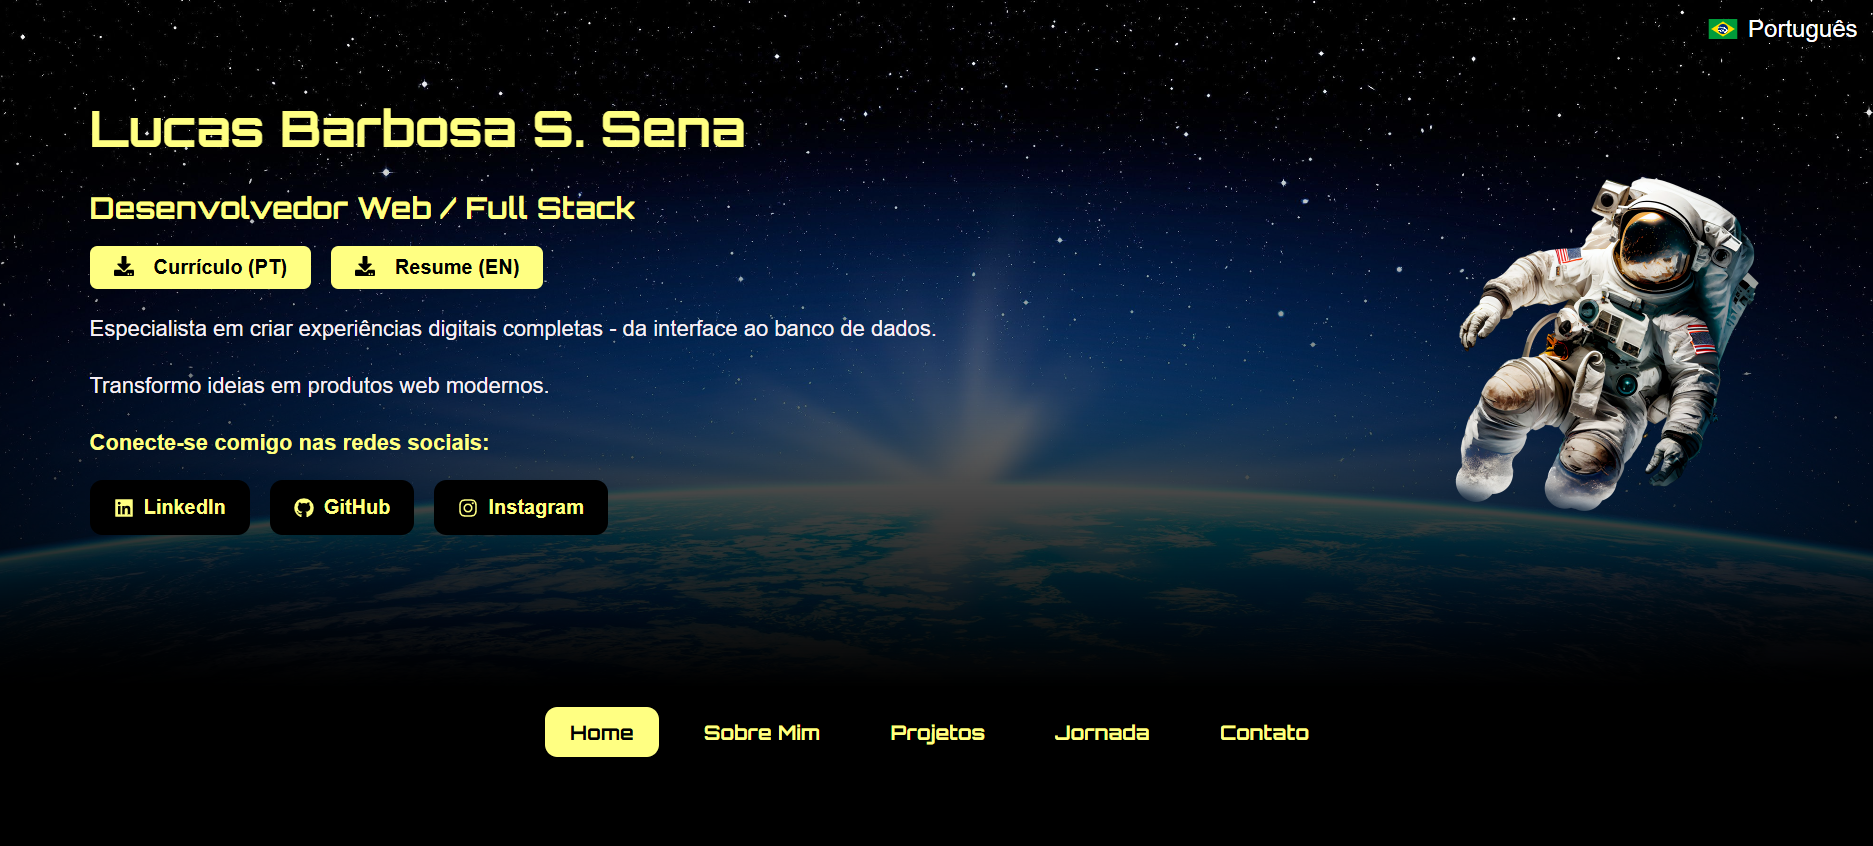 Português
Lucas Barbosa S. Sena
Desenvolvedor Web / Full Stack
Currículo (PT) Resume (EN)
Especialista em criar experiências digitais completas - da interface ao banco de dados.
Transformo ideias em produtos web modernos.
Conecte-se comigo nas redes sociais:
LinkedIn GitHub Instagram
Home Sobre Mim Projetos Jornada Contato